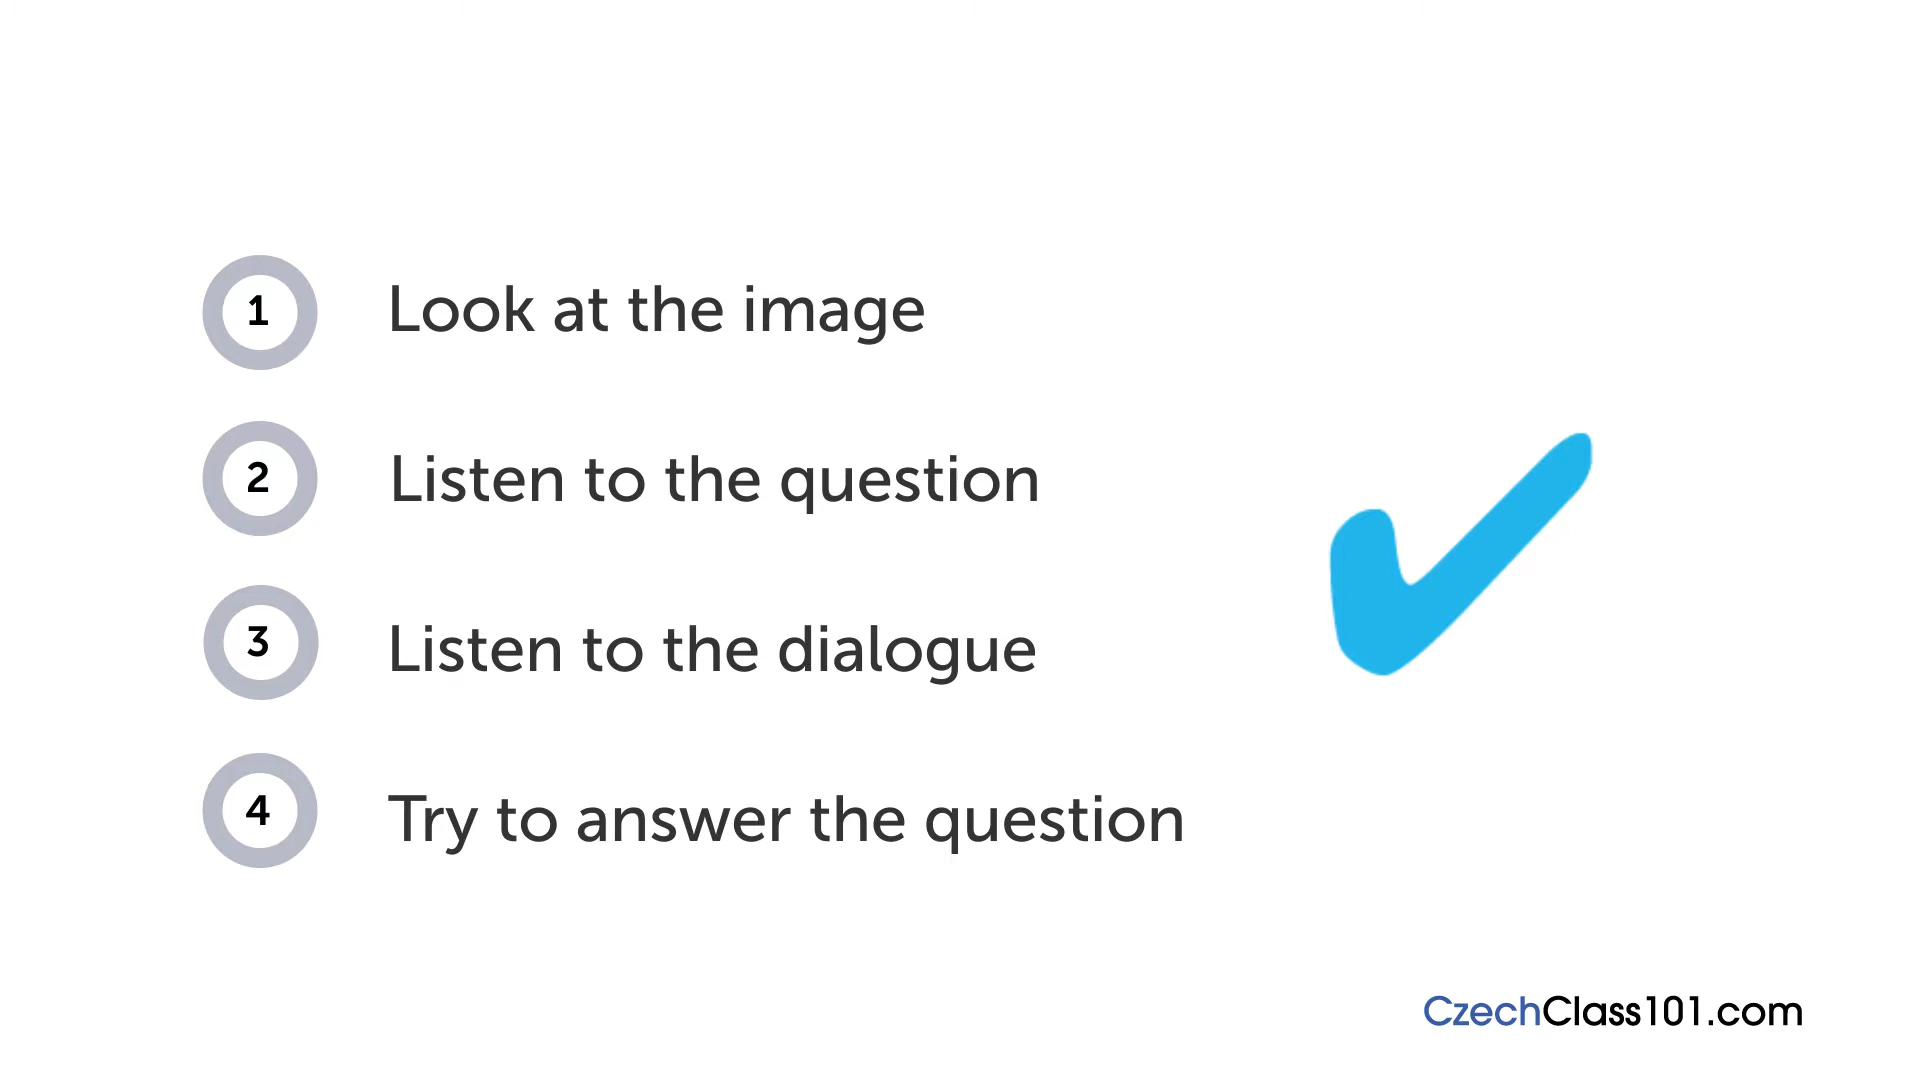 1 Look at the image
2 Listen to the question
3 Listen to the dialogue
4 Try to answer the question
CzechClass101.com